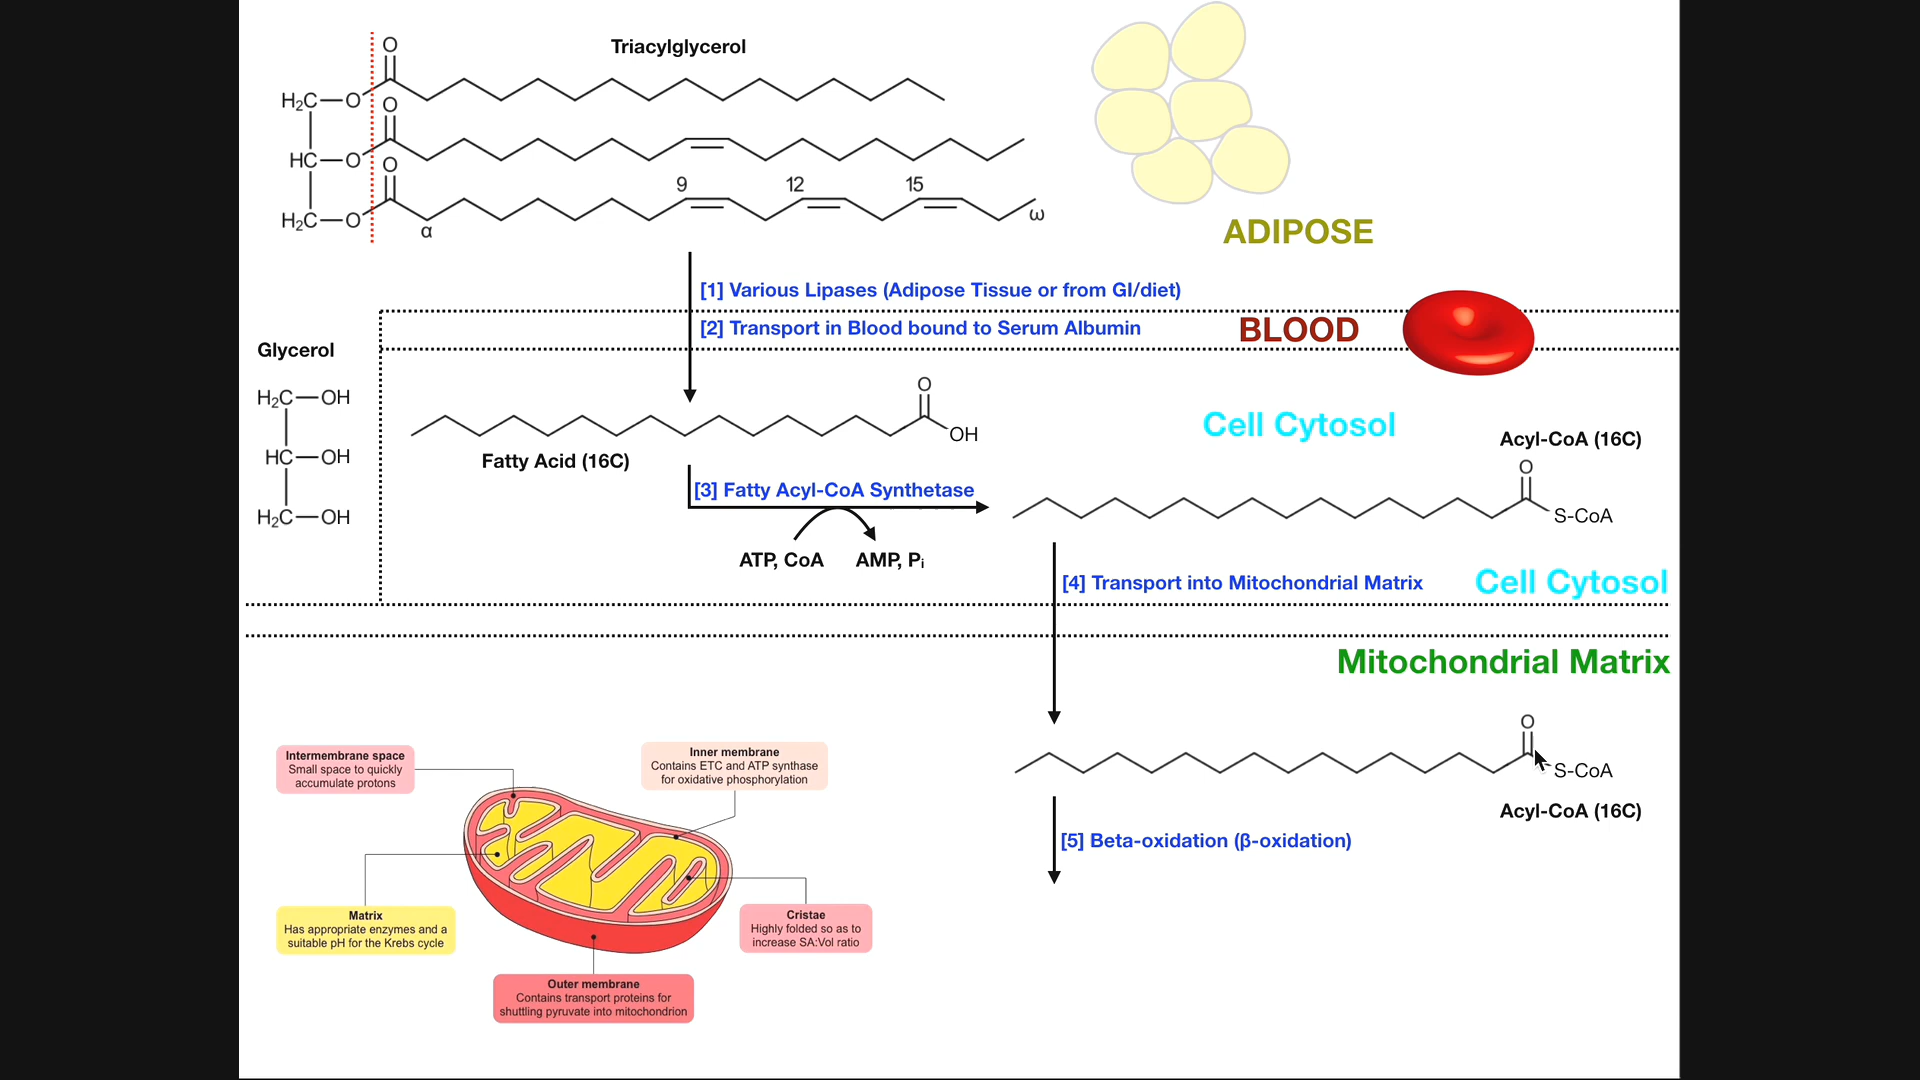 Triacylglycerol
O
H₂C—O
O
HC—O
O
9 12 15
H₂C—O
α
ω
ADIPOSE
[1] Various Lipases (Adipose Tissue or from GI/diet)
[2] Transport in Blood bound to Serum Albumin
BLOOD
Glycerol
H₂C—OH
HC—OH
H₂C—OH
O
OH
Fatty Acid (16C)
Cell Cytosol
Acyl-CoA (16C)
O
S-CoA
[3] Fatty Acyl-CoA Synthetase
ATP, CoA
AMP, Pᵢ
[4] Transport into Mitochondrial Matrix
Cell Cytosol
Mitochondrial Matrix
O
S-CoA
Acyl-CoA (16C)
[5] Beta-oxidation (β-oxidation)
Intermembrane space
Small space to quickly
accumulate protons
Inner membrane
Contains ETC and ATP synthase
for oxidative phosphorylation
Matrix
Has appropriate enzymes and a
suitable pH for the Krebs cycle
Cristae
Highly folded so as to
increase SA:Vol ratio
Outer membrane
Contains transport proteins for
shuttling pyruvate into mitochondrion